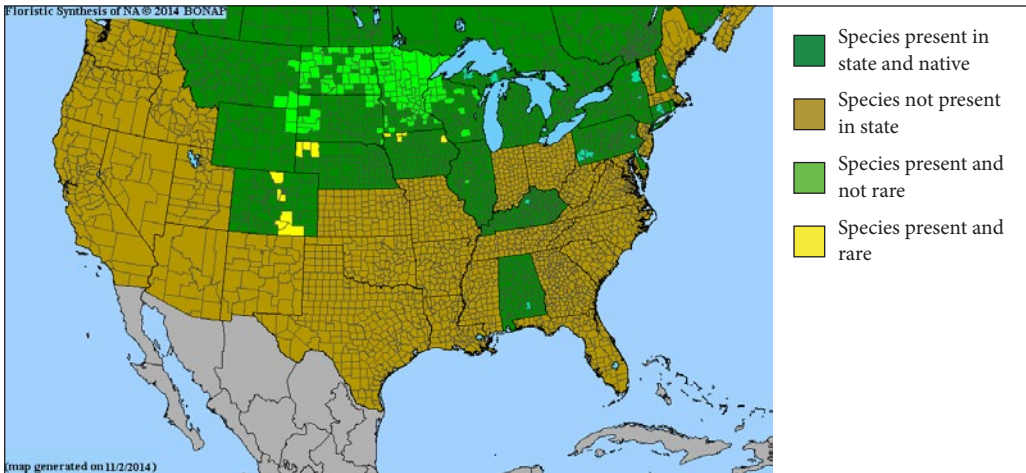 Floristic Synthesis of NA © 2014 BONAP
Species present in
state and native
Species not present
in state
Species present and
not rare
Species present and
rare
(map generated on 11/2/2014 )